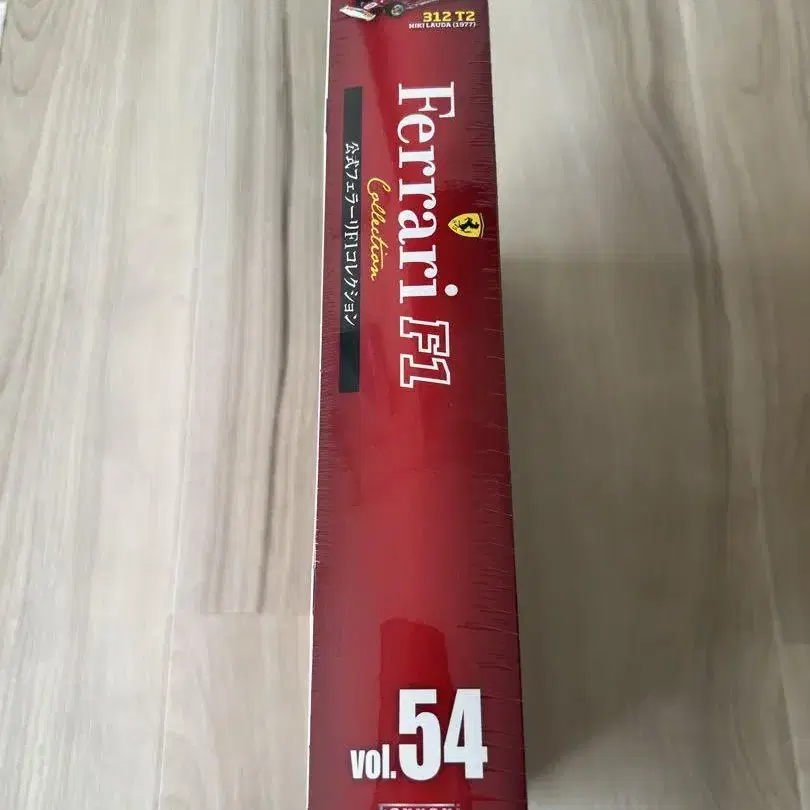 312 T2
NIKI LAUDA (1977)
Ferrari F1
Collection
公式フェラーリF1コレクション
vol.54